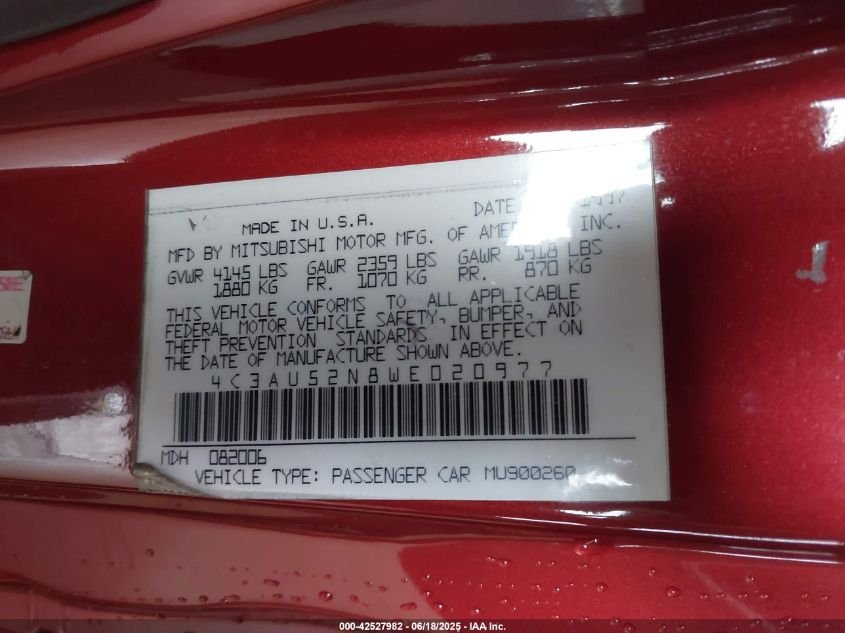 DATE 1997
MADE IN U.S.A.
MFD BY MITSUBISHI MOTOR MFG. OF INC.
GVWR 4145 LBS GAWR 2359 LBS GAWR 1918 LBS
1880 KG FR. 1070 KG RR. 870 KG
THIS VEHICLE CONFORMS TO ALL APPLICABLE
FEDERAL MOTOR VEHICLE SAFETY, BUMPER, AND
THEFT PREVENTION STANDARDS IN EFFECT ON
THE DATE OF MANUFACTURE SHOWN ABOVE.
4C3AU52N8WE020977
MDH 082006
VEHICLE TYPE: PASSENGER CAR MU900260
000-42527982 - 06/18/2025 - IAA Inc.